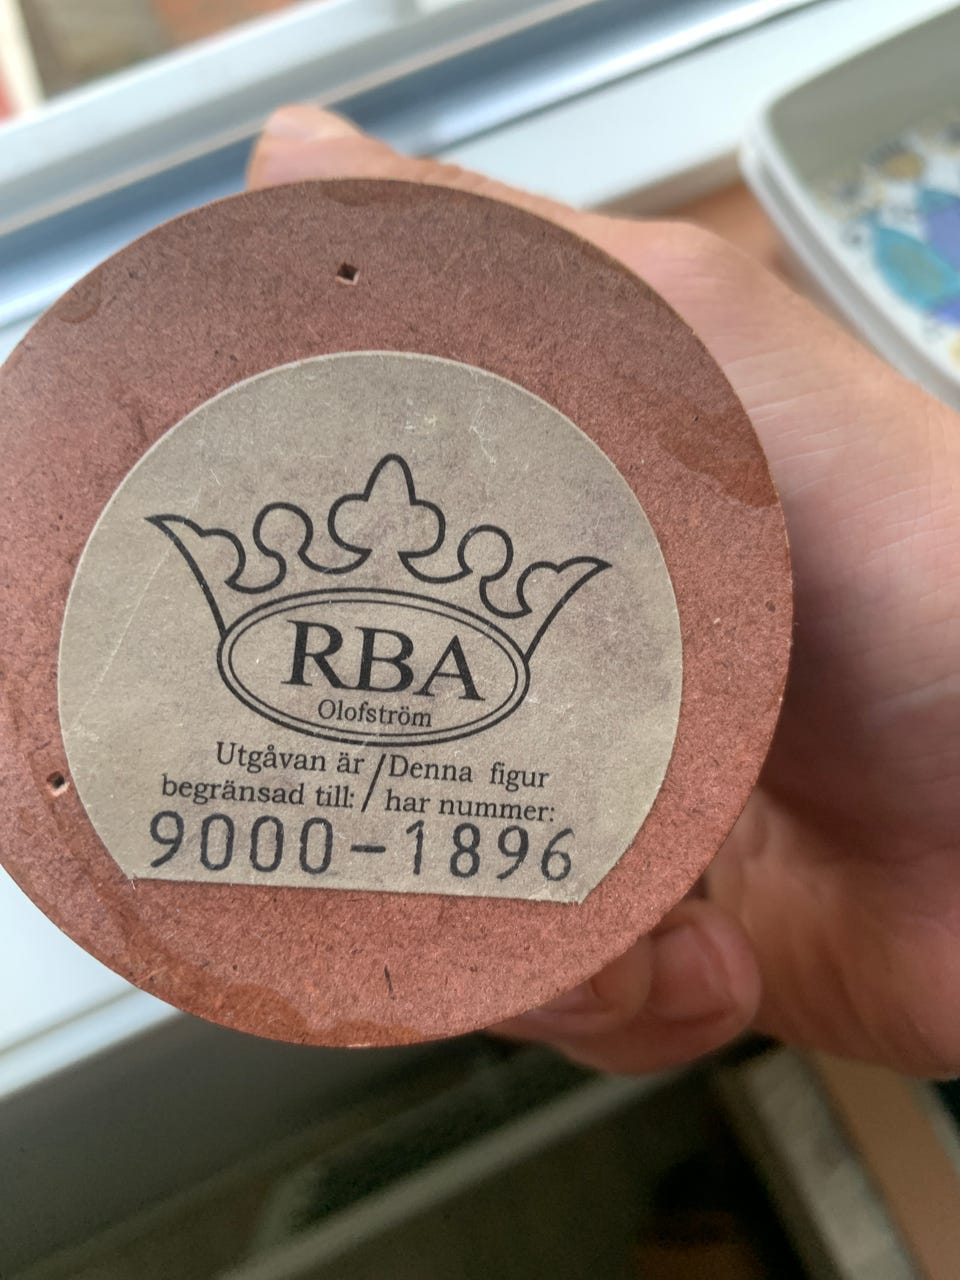 RBA
Olofström
Utgåvan är / Denna figur
begränsad till: / har nummer:
9000-1896